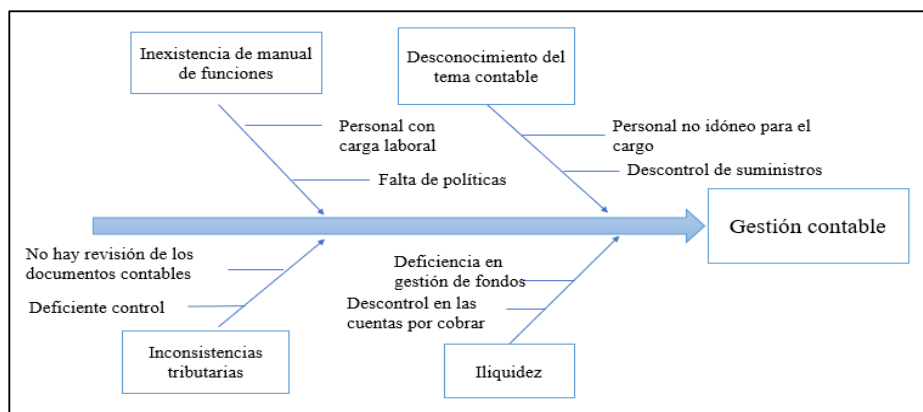 Inexistencia de manual
de funciones
Desconocimiento del
tema contable
Personal con
carga laboral
Falta de políticas
Personal no idóneo para el
cargo
Descontrol de suministros
Gestión contable
No hay revisión de los
documentos contables
Deficiente control
Deficiencia en
gestión de fondos
Descontrol en las
cuentas por cobrar
Inconsistencias
tributarias
Iliquidez